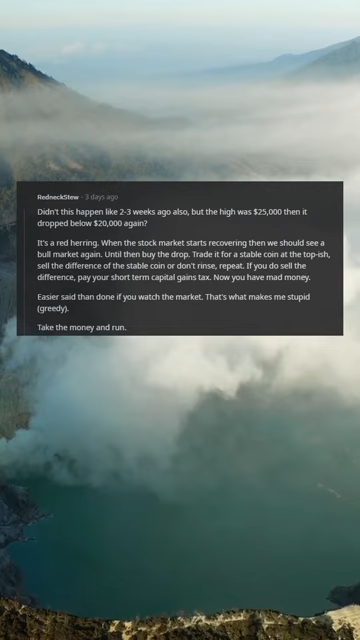 RedneckStew · 3 days ago
Didn't this happen like 2-3 weeks ago also, but the high was $25,000 then it
dropped below $20,000 again?
It's a red herring. When the stock market starts recovering then we should see a
bull market again. Until then buy the drop. Trade it for a stable coin at the top-ish,
sell the difference of the stable coin or don't rinse, repeat. If you do sell the
difference, pay your short term capital gains tax. Now you have mad money.
Easier said than done if you watch the market. That's what makes me stupid
(greedy).
Take the money and run.